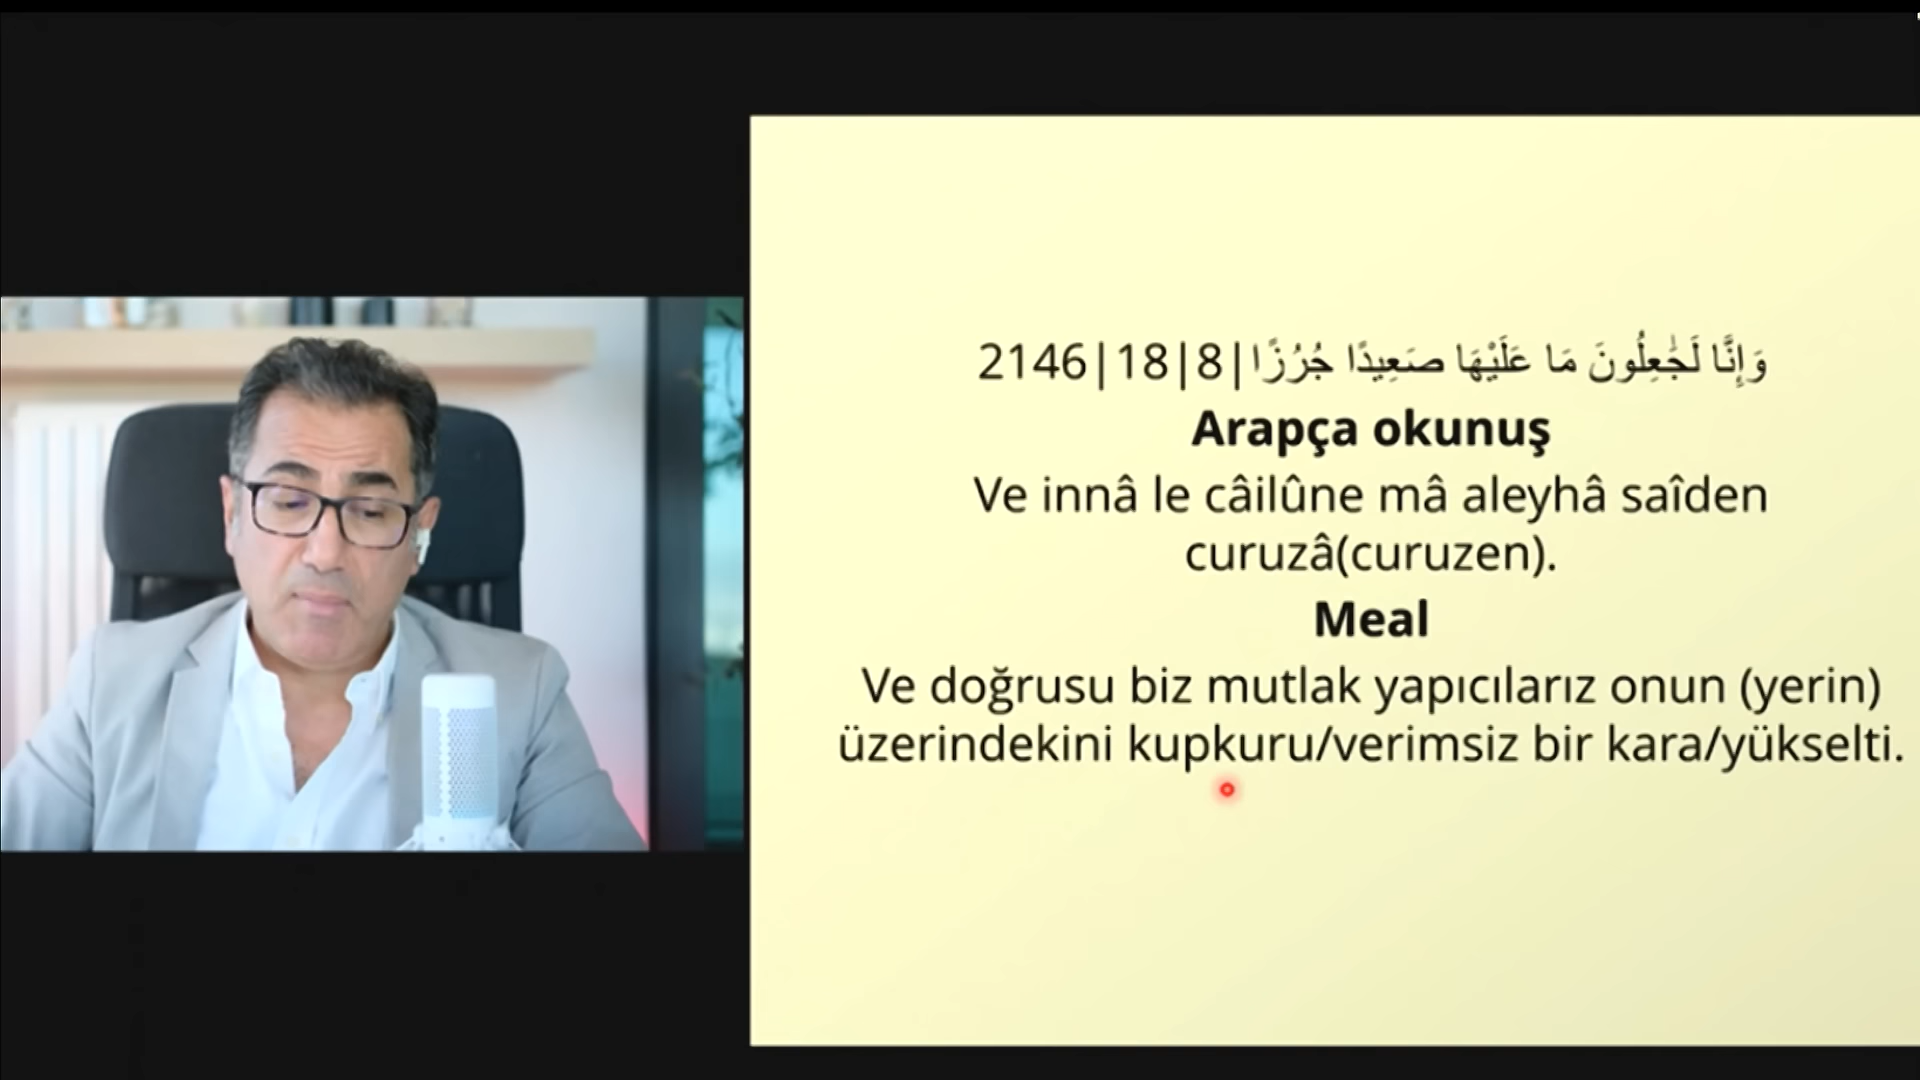 2146|18|8|وَإِنَّا لَجَٰعِلُونَ مَا عَلَيْهَا صَعِيدًا جُرُزًا
Arapça okunuş
Ve innâ le câilûne mâ aleyhâ saîden
curuzâ(curuzen).
Meal
Ve doğrusu biz mutlak yapıcılarız onun (yerin)
üzerindekini kupkuru/verimsiz bir kara/yükselti.